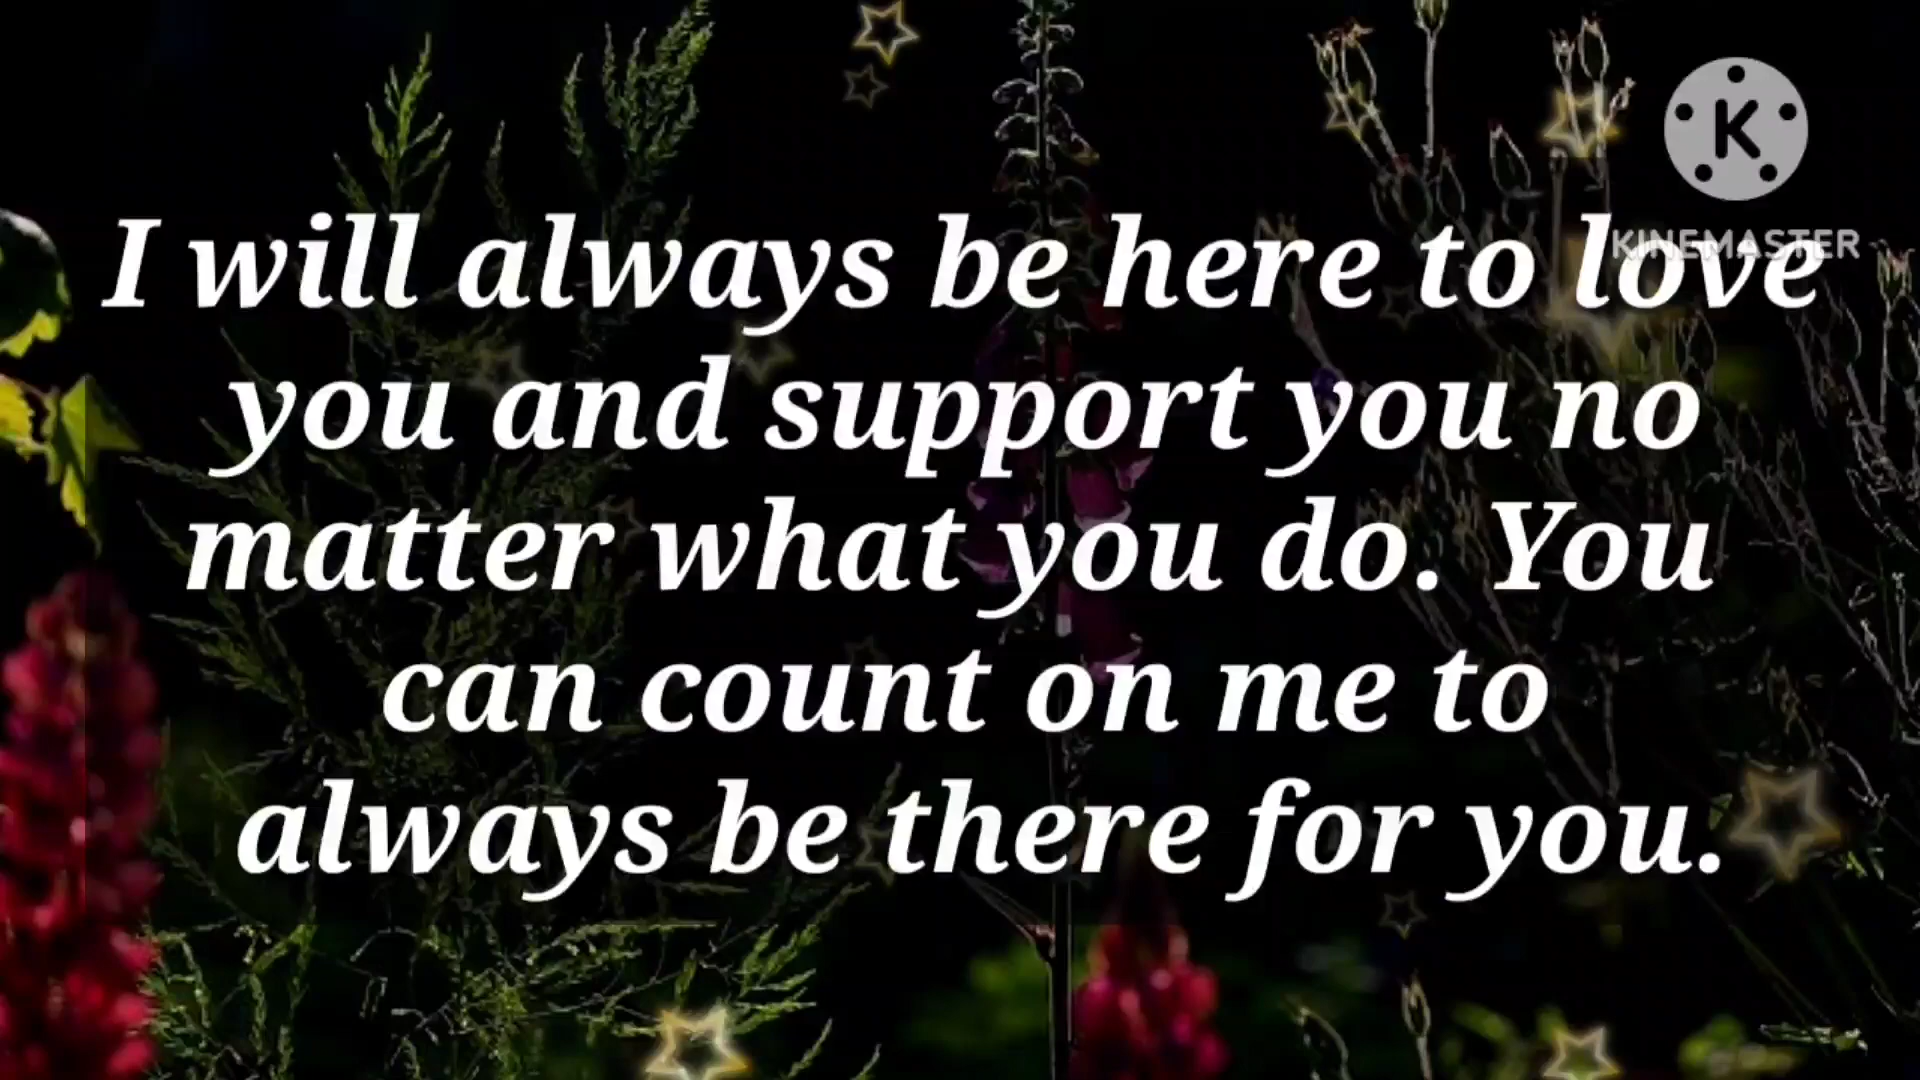 K
KINEMASTER
I will always be here to love
you and support you no
matter what you do. You
can count on me to
always be there for you.